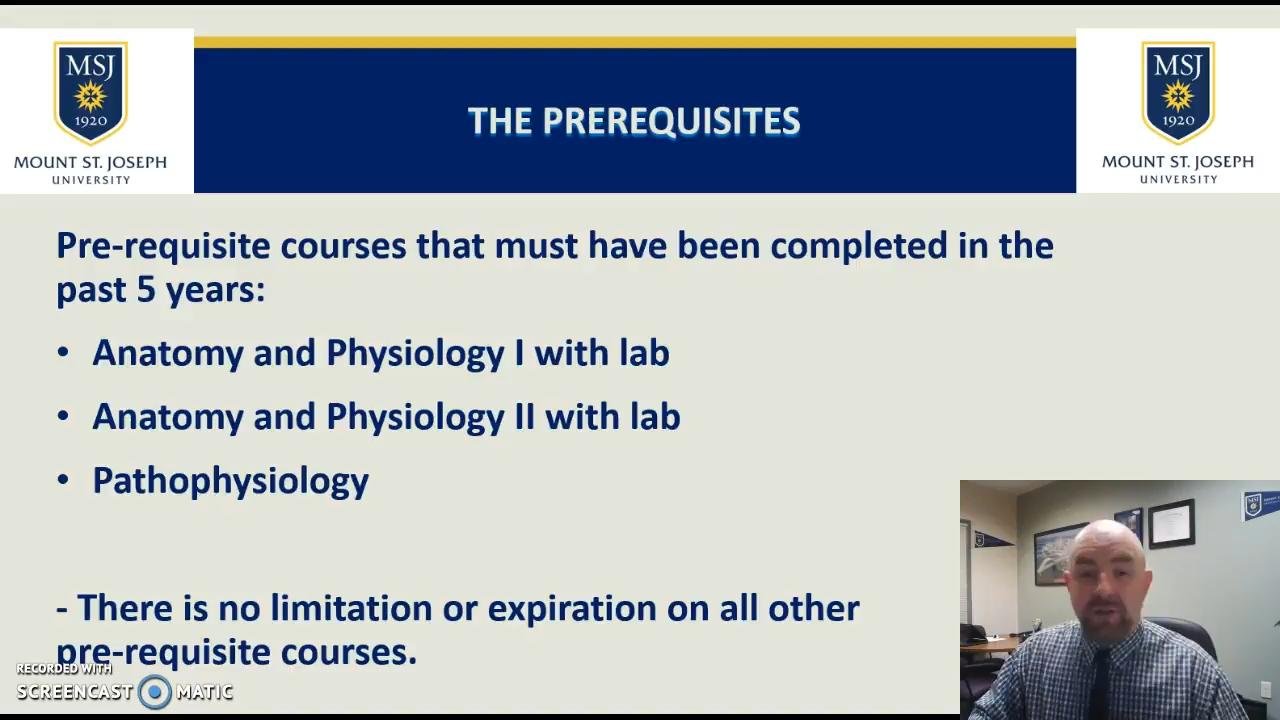 MSJ
1920
MOUNT ST. JOSEPH
UNIVERSITY
THE PREREQUISITES
MSJ
1920
MOUNT ST. JOSEPH
UNIVERSITY
Pre-requisite courses that must have been completed in the
past 5 years:
• Anatomy and Physiology I with lab
• Anatomy and Physiology II with lab
• Pathophysiology
- There is no limitation or expiration on all other
pre-requisite courses.
RECORDED WITH
SCREENCAST MATIC
MSJ